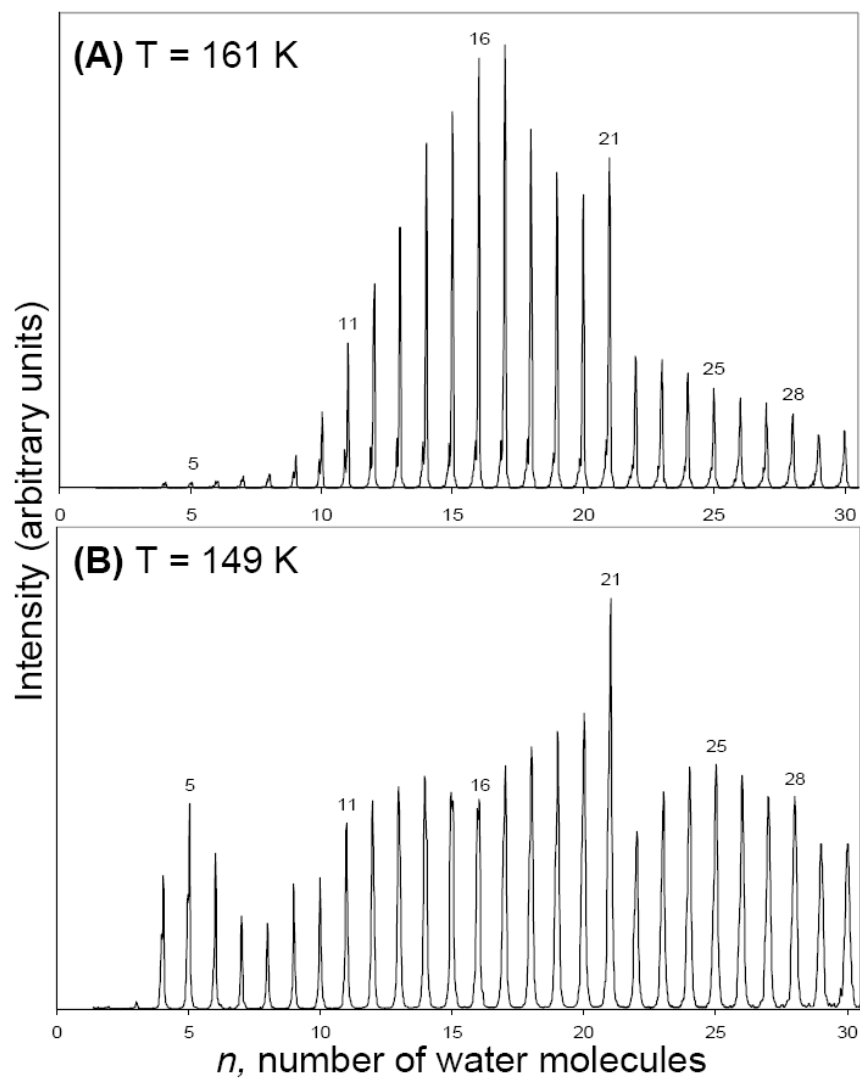 (A) T = 161 K
16
21
11
25
28
5
0 5 10 15 20 25 30
Intensity (arbitrary units)
(B) T = 149 K
21
5
25
28
16
11
0 5 10 15 20 25 30
n, number of water molecules